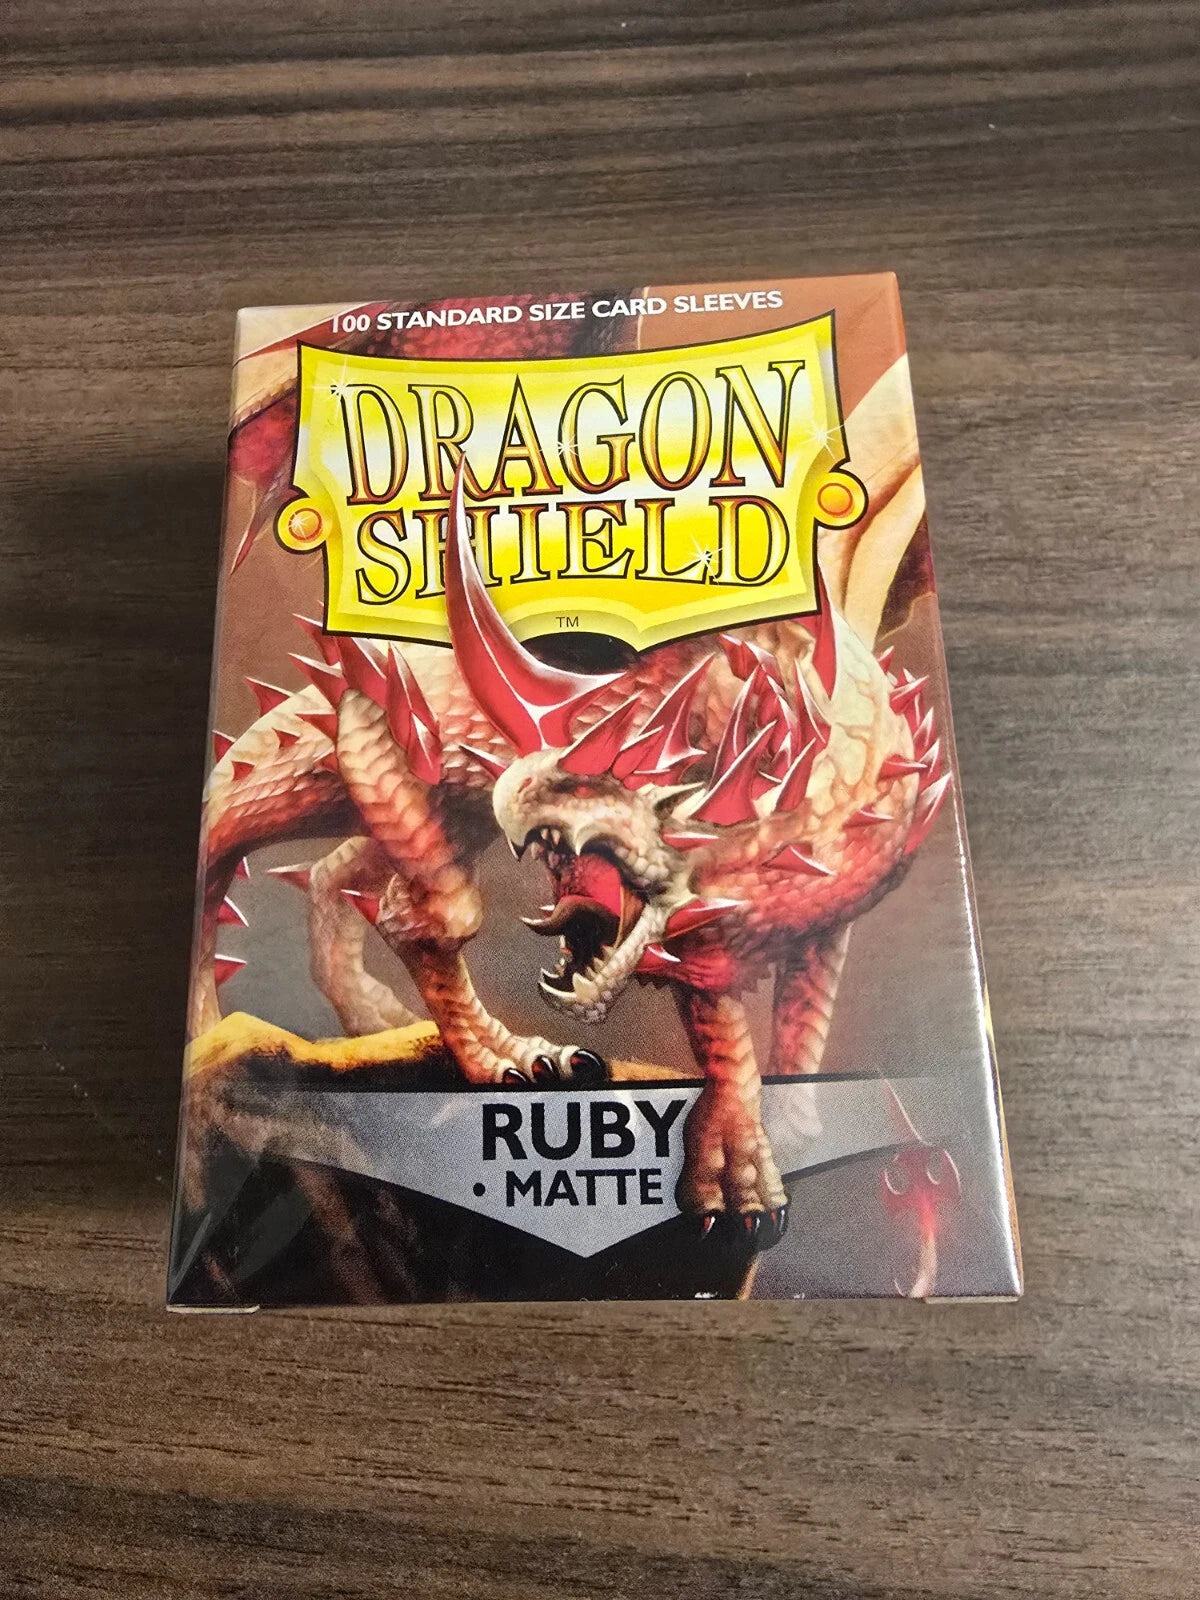 100 STANDARD SIZE CARD SLEEVES
DRAGON
SHIELD
TM
RUBY
• MATTE